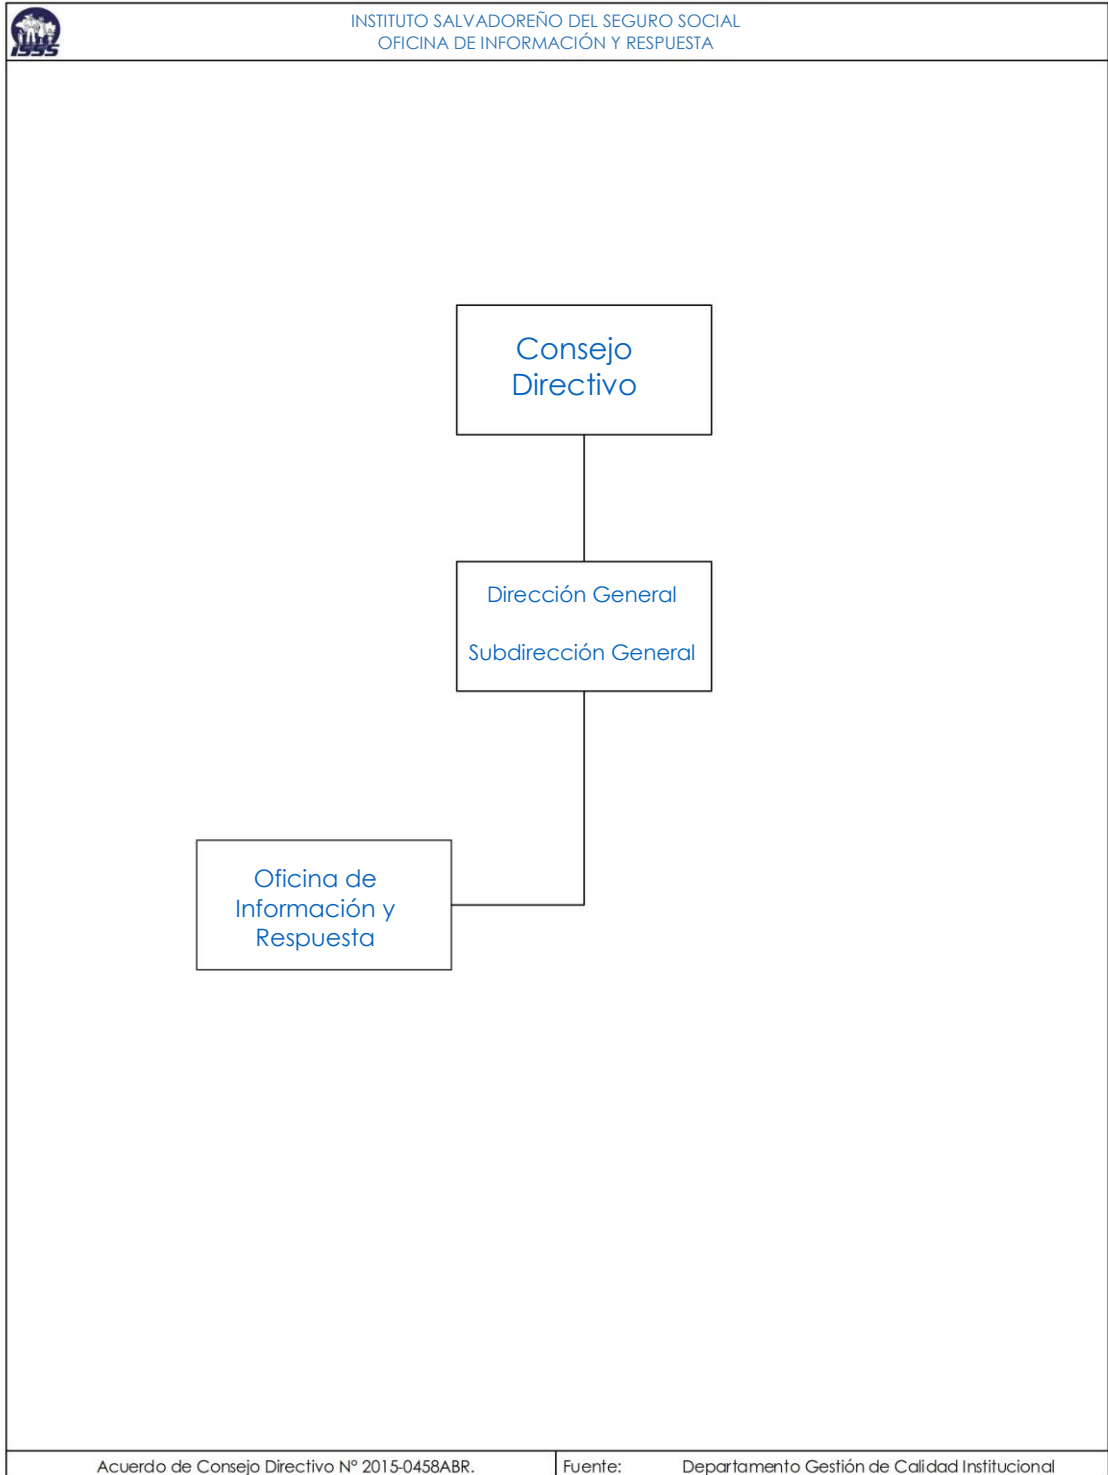 ISSS
INSTITUTO SALVADOREÑO DEL SEGURO SOCIAL
OFICINA DE INFORMACIÓN Y RESPUESTA
Consejo
Directivo
Dirección General
Subdirección General
Oficina de
Información y
Respuesta
Acuerdo de Consejo Directivo N° 2015-0458ABR.
Fuente: Departamento Gestión de Calidad Institucional